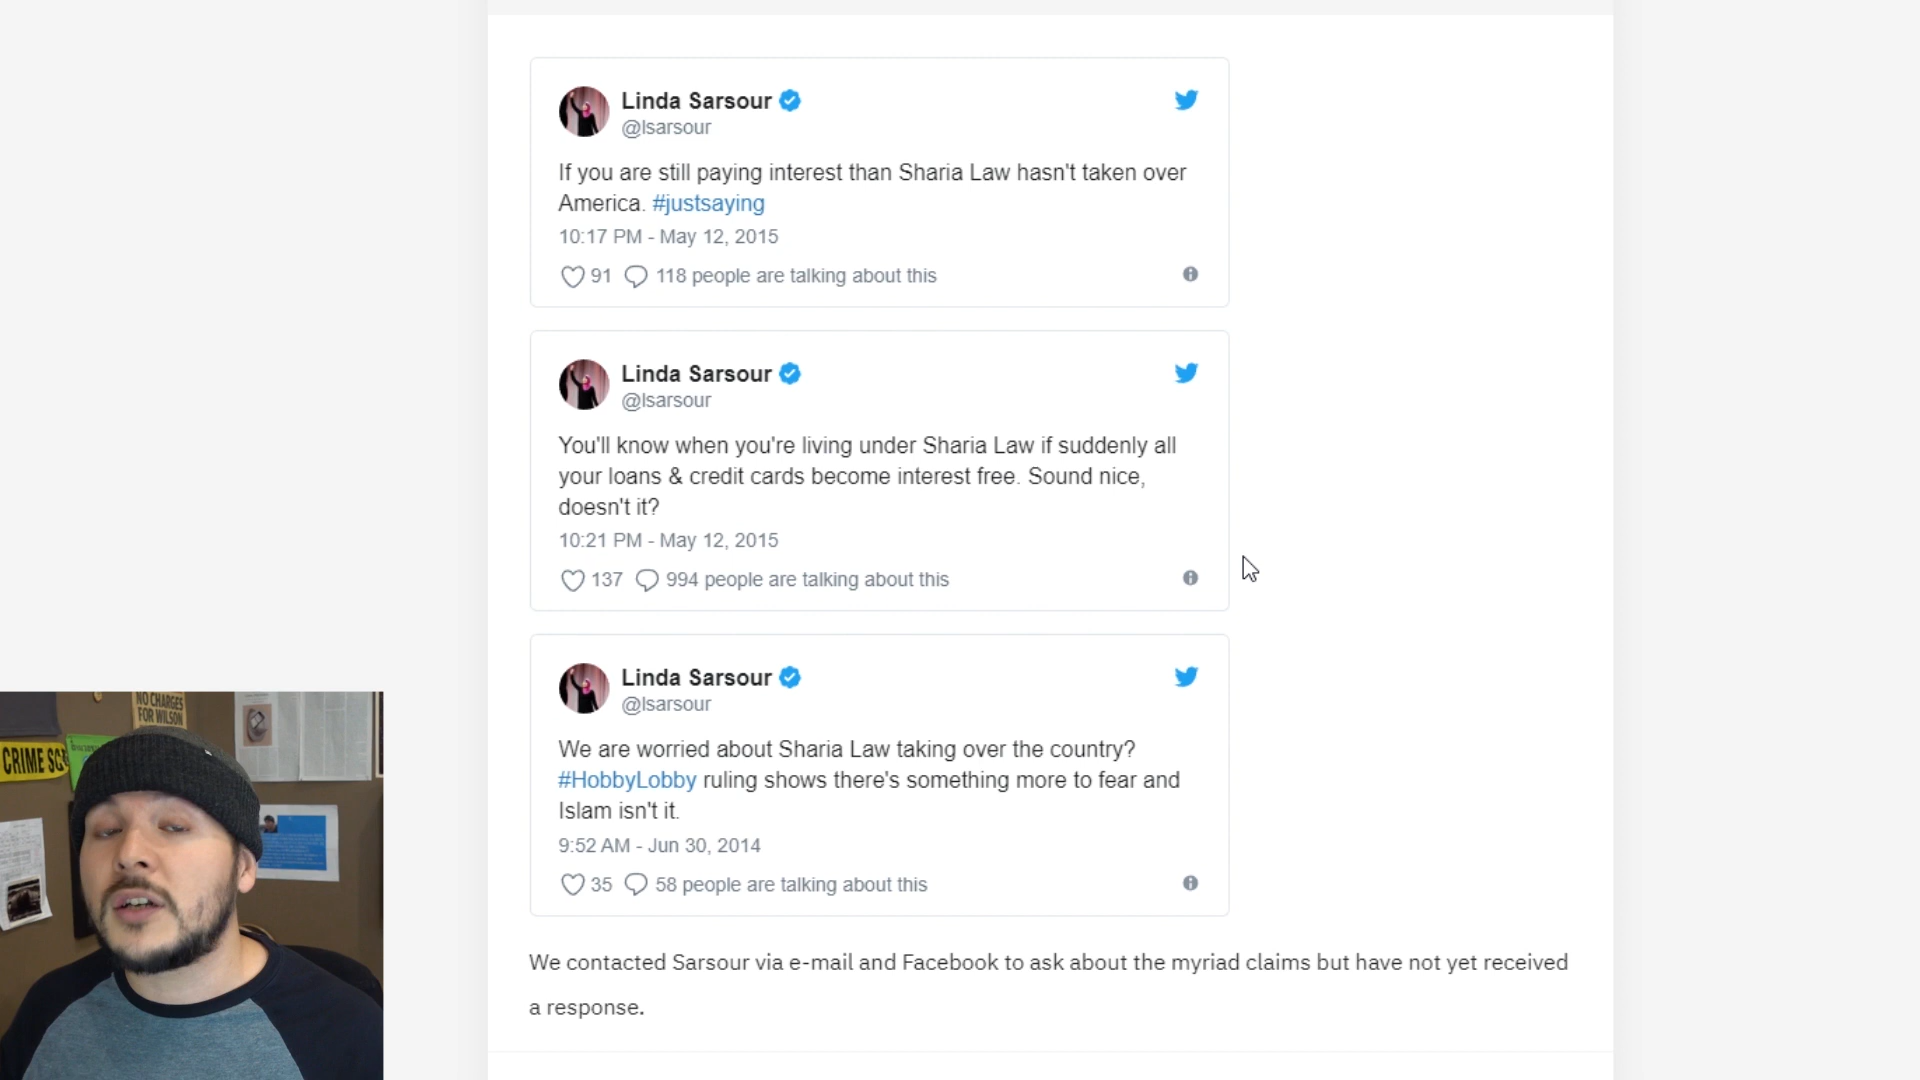 Linda Sarsour
@lsarsour
If you are still paying interest than Sharia Law hasn't taken over
America. #justsaying
10:17 PM - May 12, 2015
91 118 people are talking about this
Linda Sarsour
@lsarsour
You'll know when you're living under Sharia Law if suddenly all
your loans & credit cards become interest free. Sound nice,
doesn't it?
10:21 PM - May 12, 2015
137 994 people are talking about this
Linda Sarsour
@lsarsour
We are worried about Sharia Law taking over the country?
#HobbyLobby ruling shows there's something more to fear and
Islam isn't it.
9:52 AM - Jun 30, 2014
35 58 people are talking about this
We contacted Sarsour via e-mail and Facebook to ask about the myriad claims but have not yet received
a response.
NO CHARGES
FOR WILSON
CRIME SC